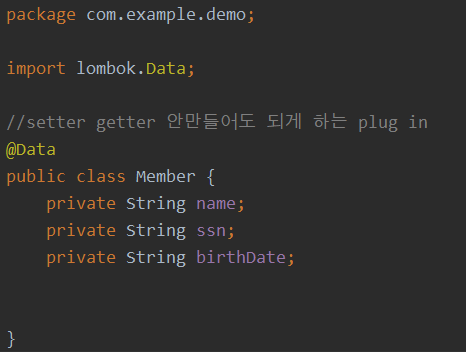 package com.example.demo;
import lombok.Data;
//setter getter 안만들어도 되게 하는 plug in
@Data
public class Member {
private String name;
private String ssn;
private String birthDate;
}